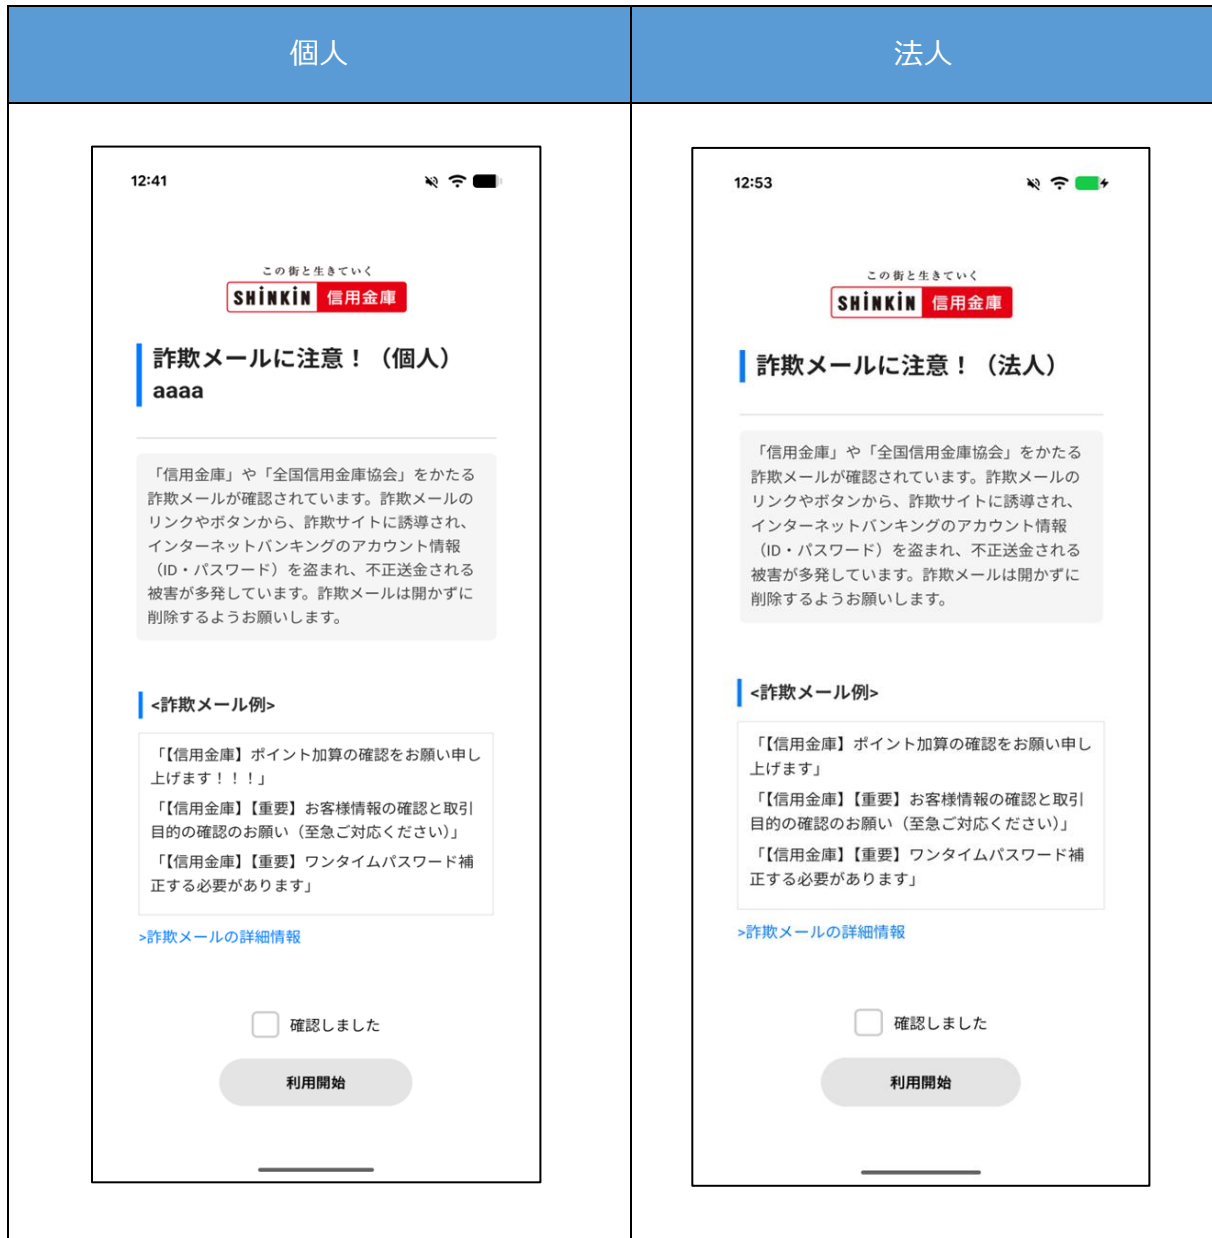 個人
法人
12:41
この街と生きていく
SHiNKiN 信用金庫
詐欺メールに注意！（個人）
aaaa
「信用金庫」や「全国信用金庫協会」をかたる
詐欺メールが確認されています。詐欺メールの
リンクやボタンから、詐欺サイトに誘導され、
インターネットバンキングのアカウント情報
（ID・パスワード）を盗まれ、不正送金される
被害が多発しています。詐欺メールは開かずに
削除するようお願いします。
<詐欺メール例>
「【信用金庫】ポイント加算の確認をお願い申し
上げます！！！」
「【信用金庫】【重要】お客様情報の確認と取引
目的の確認のお願い（至急ご対応ください）」
「【信用金庫】【重要】ワンタイムパスワード補
正する必要があります」
>詐欺メールの詳細情報
確認しました
利用開始
12:53
この街と生きていく
SHiNKiN 信用金庫
詐欺メールに注意！（法人）
「信用金庫」や「全国信用金庫協会」をかたる
詐欺メールが確認されています。詐欺メールの
リンクやボタンから、詐欺サイトに誘導され、
インターネットバンキングのアカウント情報
（ID・パスワード）を盗まれ、不正送金される
被害が多発しています。詐欺メールは開かずに
削除するようお願いします。
<詐欺メール例>
「【信用金庫】ポイント加算の確認をお願い申し
上げます」
「【信用金庫】【重要】お客様情報の確認と取引
目的の確認のお願い（至急ご対応ください）」
「【信用金庫】【重要】ワンタイムパスワード補
正する必要があります」
>詐欺メールの詳細情報
確認しました
利用開始